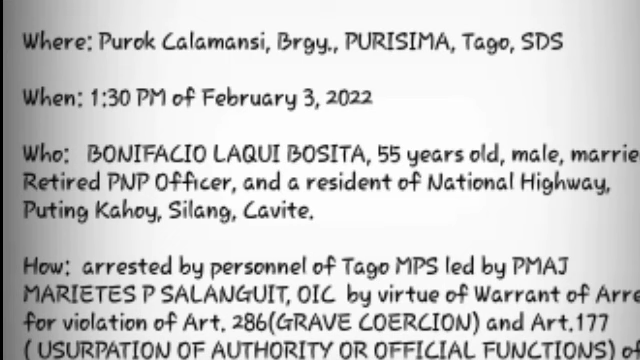 Where: Purok Calamansi, Brgy., PURISIMA, Tago, SDS
When: 1:30 PM of February 3, 2022
Who: BONIFACIO LAQUI BOSITA, 55 years old, male, marrie
Retired PNP Officer, and a resident of National Highway,
Puting Kahoy, Silang, Cavite.
How: arrested by personnel of Tago MPS led by PMAJ
MARIETES P SALANGUIT, OIC by virtue of Warrant of Arre
for violation of Art. 286(GRAVE COERCION) and Art.177
( USURPATION OF AUTHORITY OR OFFICIAL FUNCTIONS)